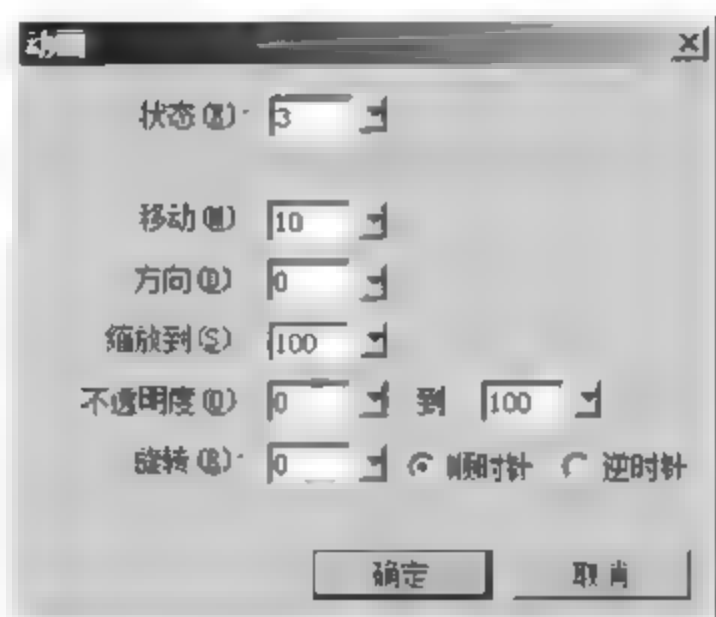 动画
状态(X): 3
移动(M) 10
方向(D) 0
缩放到(S) 100
不透明度(O) 0 到 100
旋转(R): 0 顺时针 逆时针
确定 取消